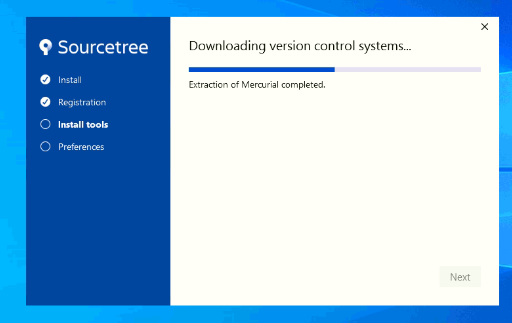 Sourcetree
Install
Registration
Install tools
Preferences
Downloading version control systems...
Extraction of Mercurial completed.
Next